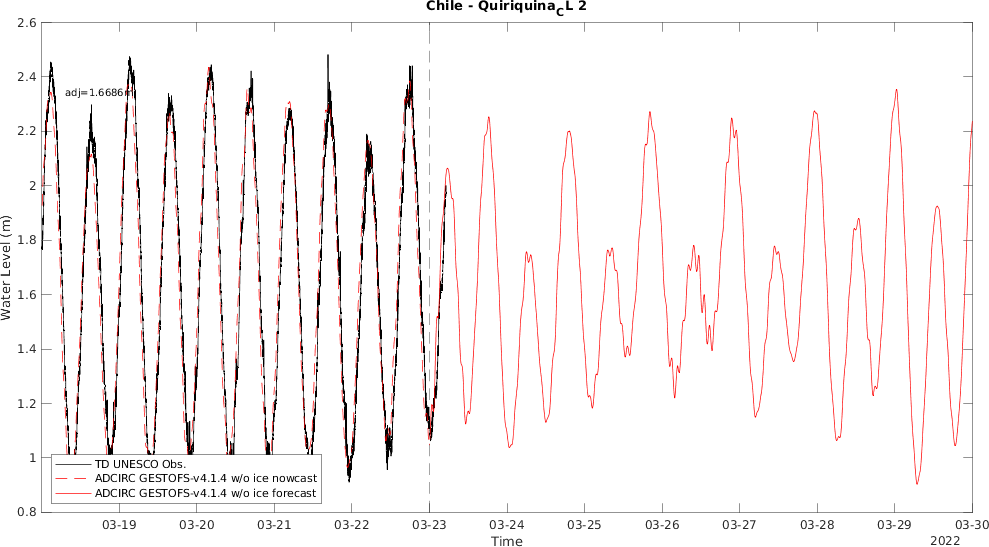 Chile - Quiriquina_CL 2
2.6
2.4
2.2
2
1.8
1.6
1.4
1.2
1
0.8
Water Level (m)
adj=1.6686m
TD UNESCO Obs.
ADCIRC GESTOFS-v4.1.4 w/o ice nowcast
ADCIRC GESTOFS-v4.1.4 w/o ice forecast
03-19 03-20 03-21 03-22 03-23 03-24 03-25 03-26 03-27 03-28 03-29 03-30
Time
2022